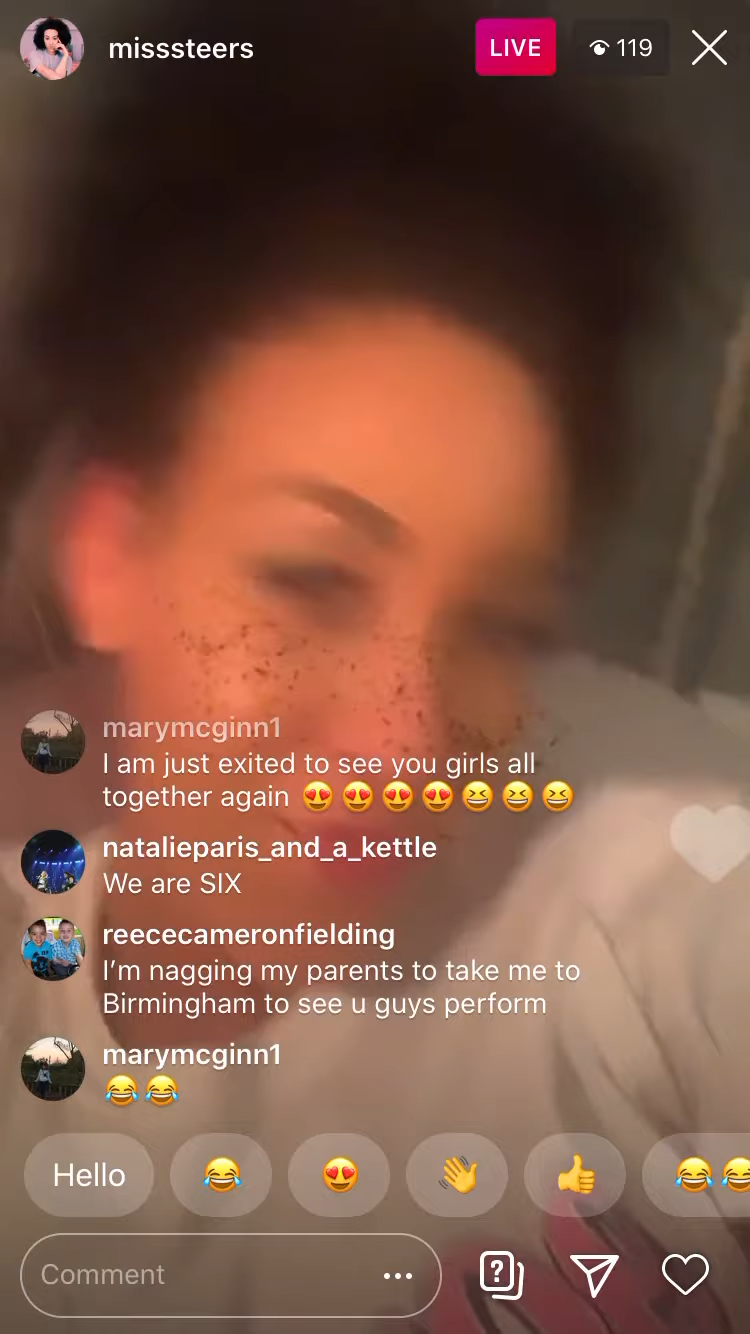 misssteers
LIVE
119
marymcginn1
I am just exited to see you girls all
together again 😍 😍 😍 😍 😆 😆 😆
natalieparis_and_a_kettle
We are SIX
reececameronfielding
I’m nagging my parents to take me to
Birmingham to see u guys perform
marymcginn1
😂 😂
Hello 😂 😍 👋 👍 😂 😂
Comment ...